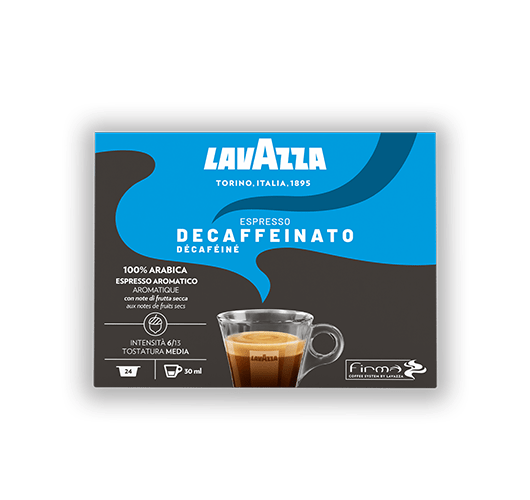 LAVAZZA
TORINO, ITALIA, 1895
ESPRESSO
DECAFFEINATO
DÉCAFÉINÉ
100% ARABICA
ESPRESSO AROMATICO
AROMATIQUE
con note di frutta secca
aux notes de fruits secs
INTENSITÀ 6/13
TOSTATURA MEDIA
24
30 ml
LAVAZZA
Firma
COFFEE SYSTEM BY LAVAZZA